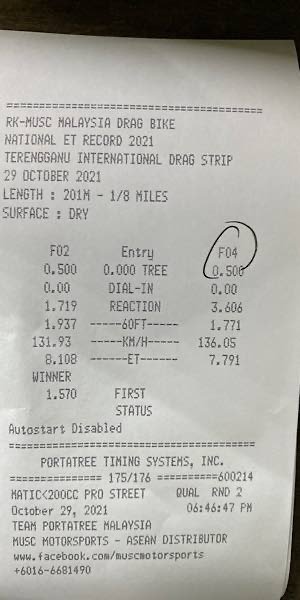 ==========================================
RK-MUSC MALAYSIA DRAG BIKE
NATIONAL ET RECORD 2021
TERENGGANU INTERNATIONAL DRAG STRIP
29 OCTOBER 2021
LENGTH : 201M - 1/8 MILES
SURFACE : DRY
F02 Entry F04
0.500 0.000 TREE 0.500
0.00 DIAL-IN 0.00
1.719 REACTION 3.606
1.937 -----60FT----- 1.771
131.93 -----KM/H----- 136.05
8.108 ------ET------ 7.791
WINNER
1.570 FIRST
STATUS
Autostart Disabled
==========================================
PORTATREE TIMING SYSTEMS, INC.
=============== 175/176 ==========600214
MATIC<200CC PRO STREET QUAL RND 2
October 29, 2021 06:46:47 PM
TEAM PORTATREE MALAYSIA
MUSC MOTORSPORTS - ASEAN DISTRIBUTOR
www.facebook.com/muscmotorsports
+6016-6681490